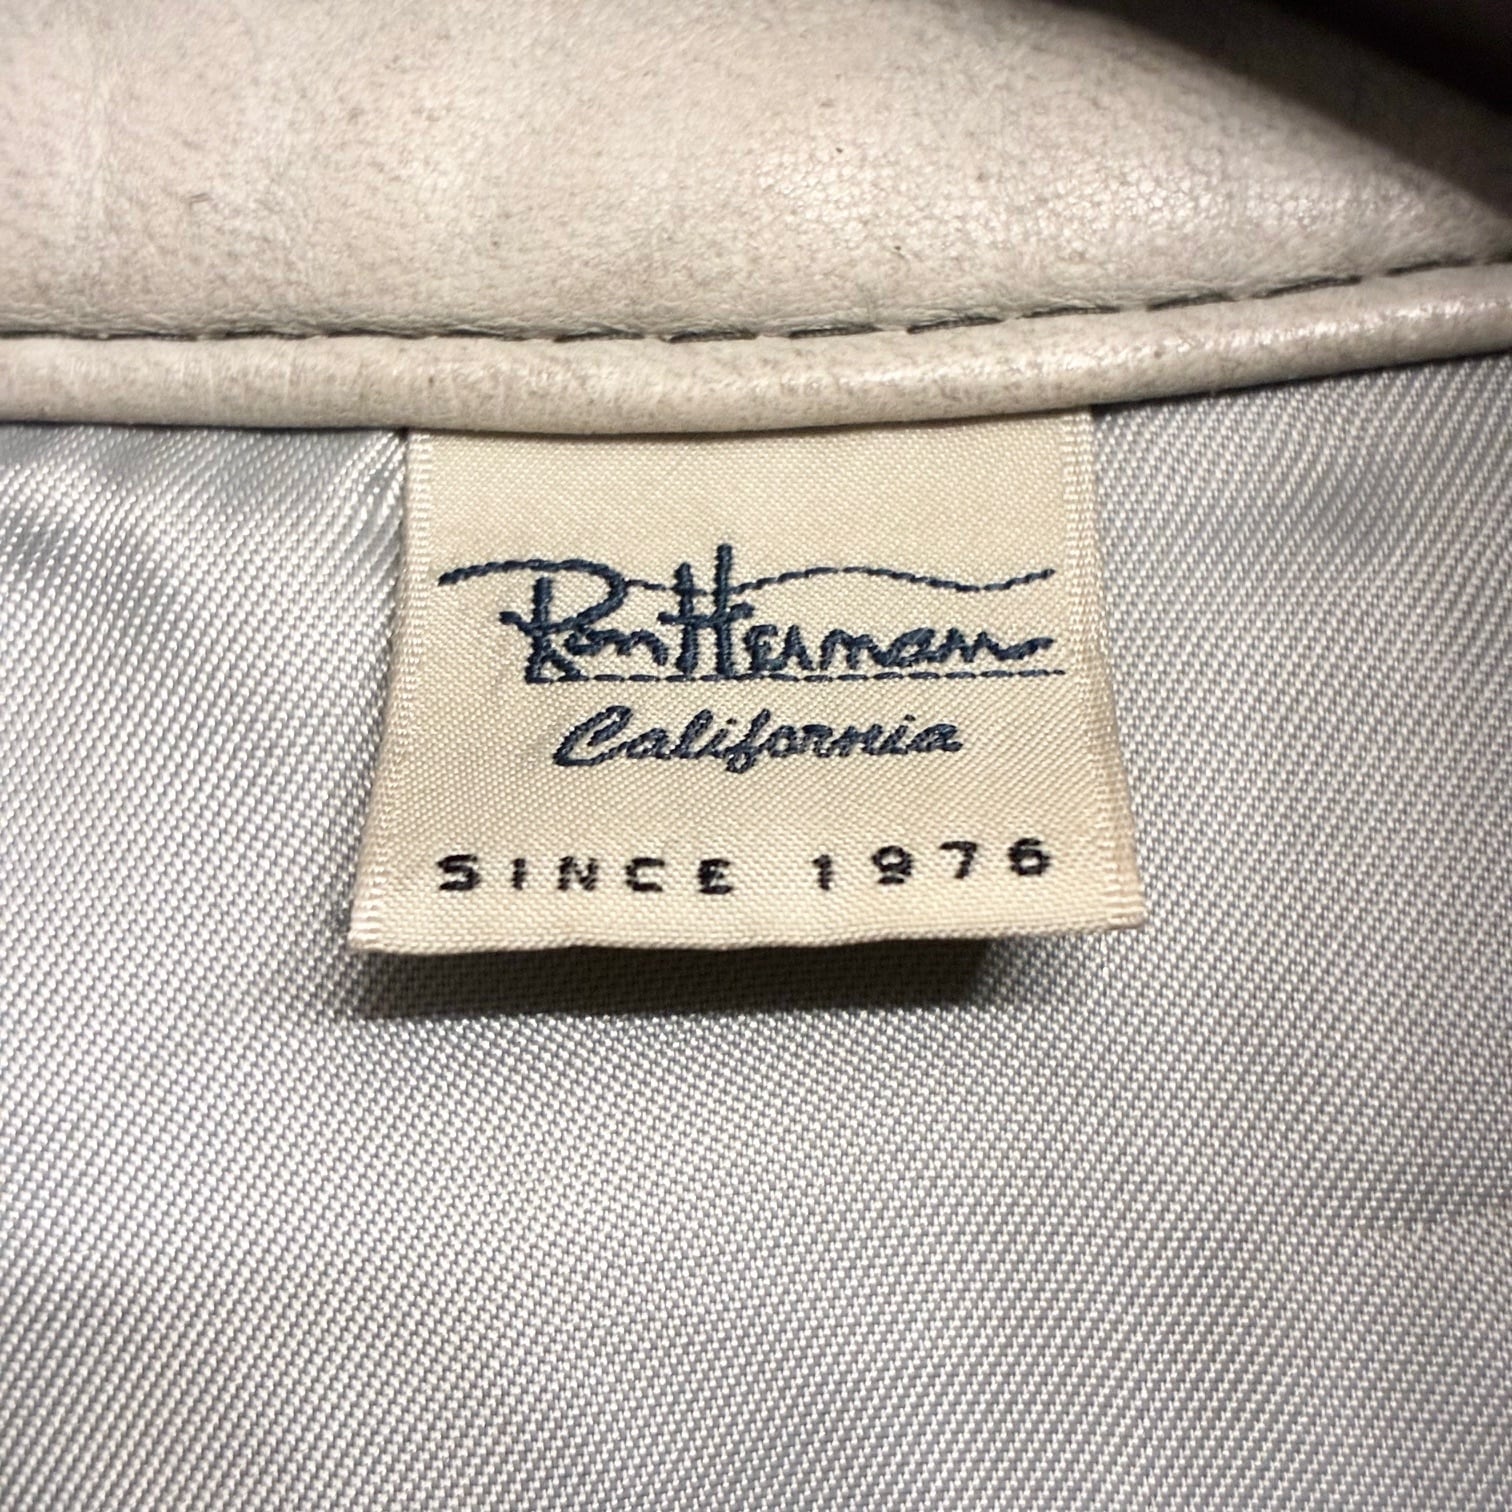 Ron Herman
California
SINCE 1976